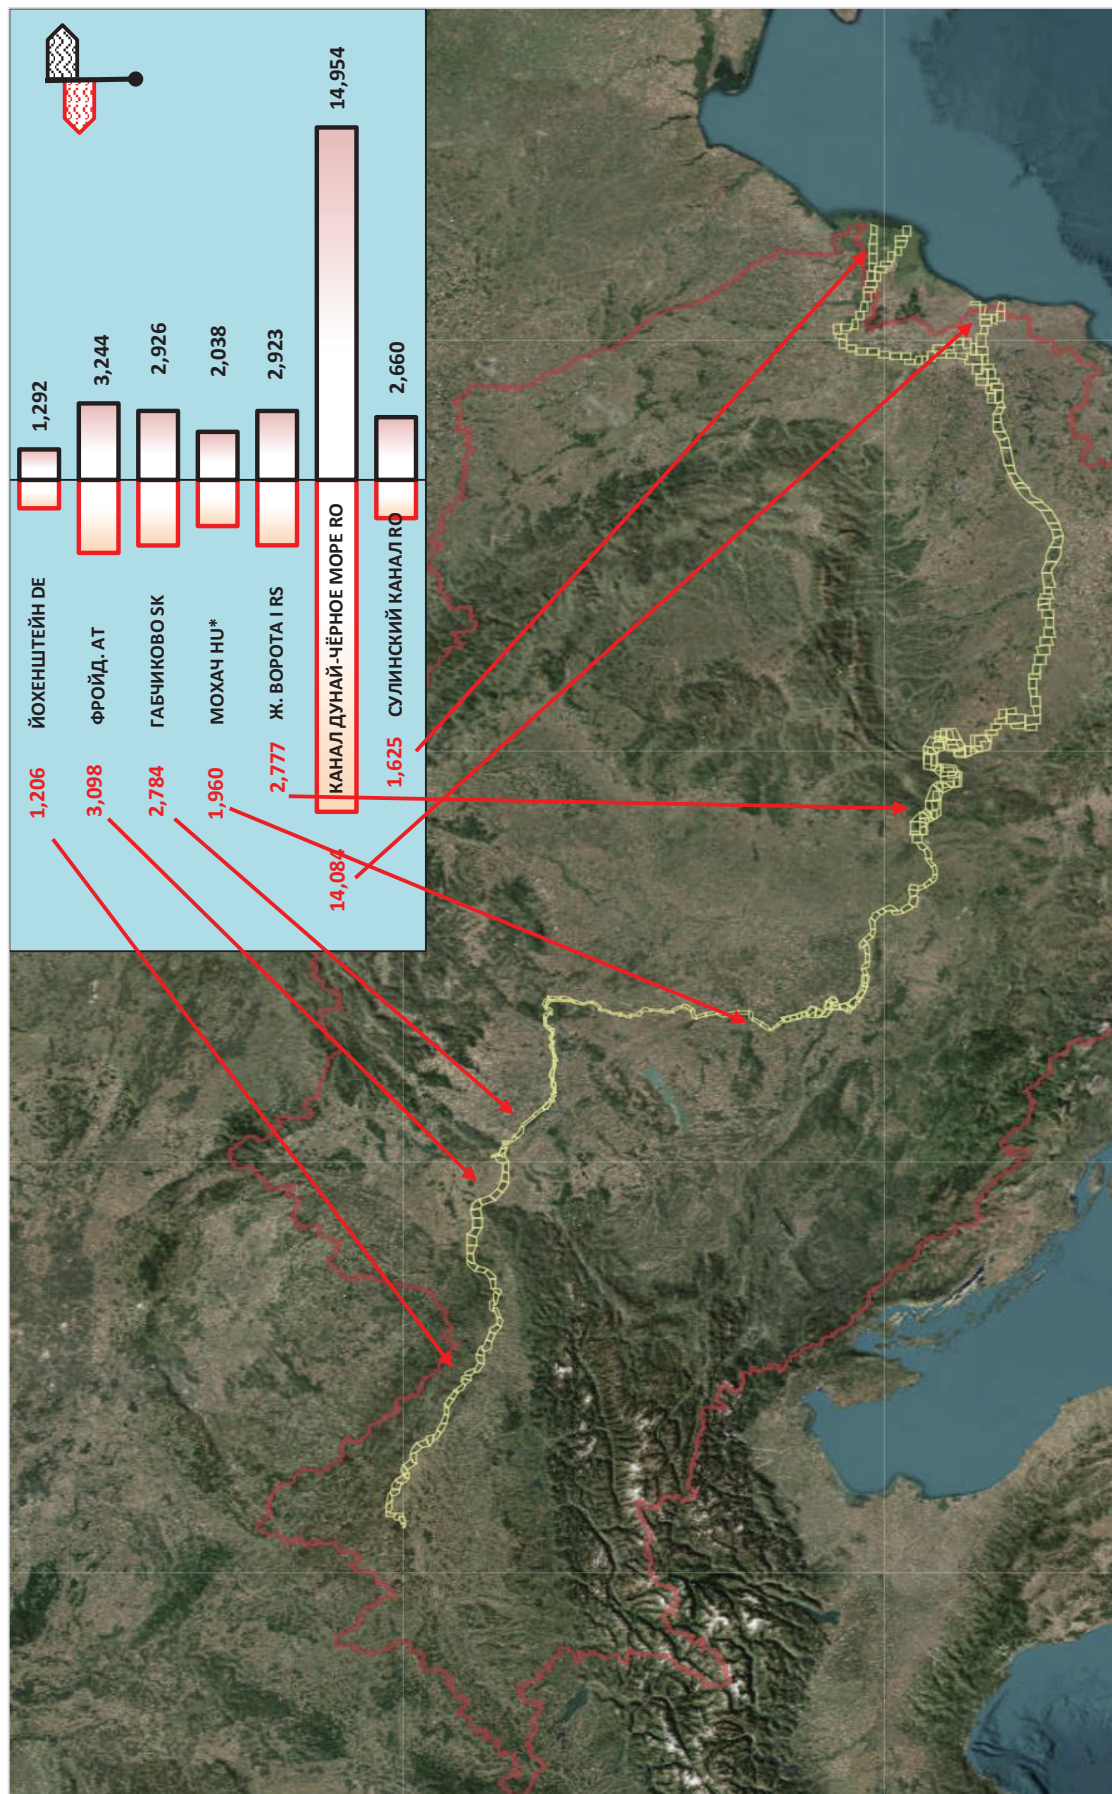 1,206 ЙОХЕНШТЕЙН DE 1,292
3,098 ФРОЙД. АТ 3,244
2,784 ГАБЧИКОВО SK 2,926
1,960 МОХАЧ HU* 2,038
2,777 Ж. ВОРОТА I RS 2,923
14,084 КАНАЛ ДУНАЙ-ЧЁРНОЕ МОРЕ RO 14,954
1,625 СУЛИНСКИЙ КАНАЛ RO 2,660